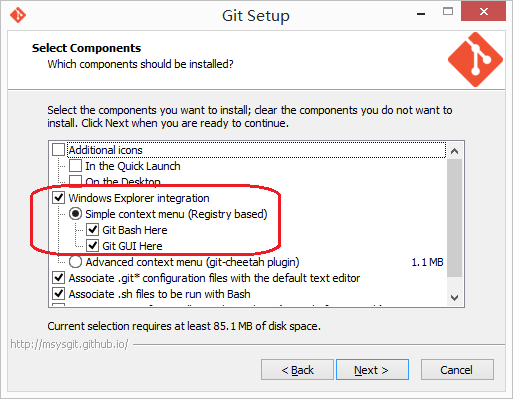 Git Setup
Select Components
Which components should be installed?
Select the components you want to install; clear the components you do not want to
install. Click Next when you are ready to continue.
Additional icons
In the Quick Launch
On the Desktop
Windows Explorer integration
Simple context menu (Registry based)
Git Bash Here
Git GUI Here
Advanced context menu (git-cheetah plugin) 1.1 MB
Associate .git* configuration files with the default text editor
Associate .sh files to be run with Bash
Current selection requires at least 85.1 MB of disk space.
http://msysgit.github.io/
< Back
Next >
Cancel